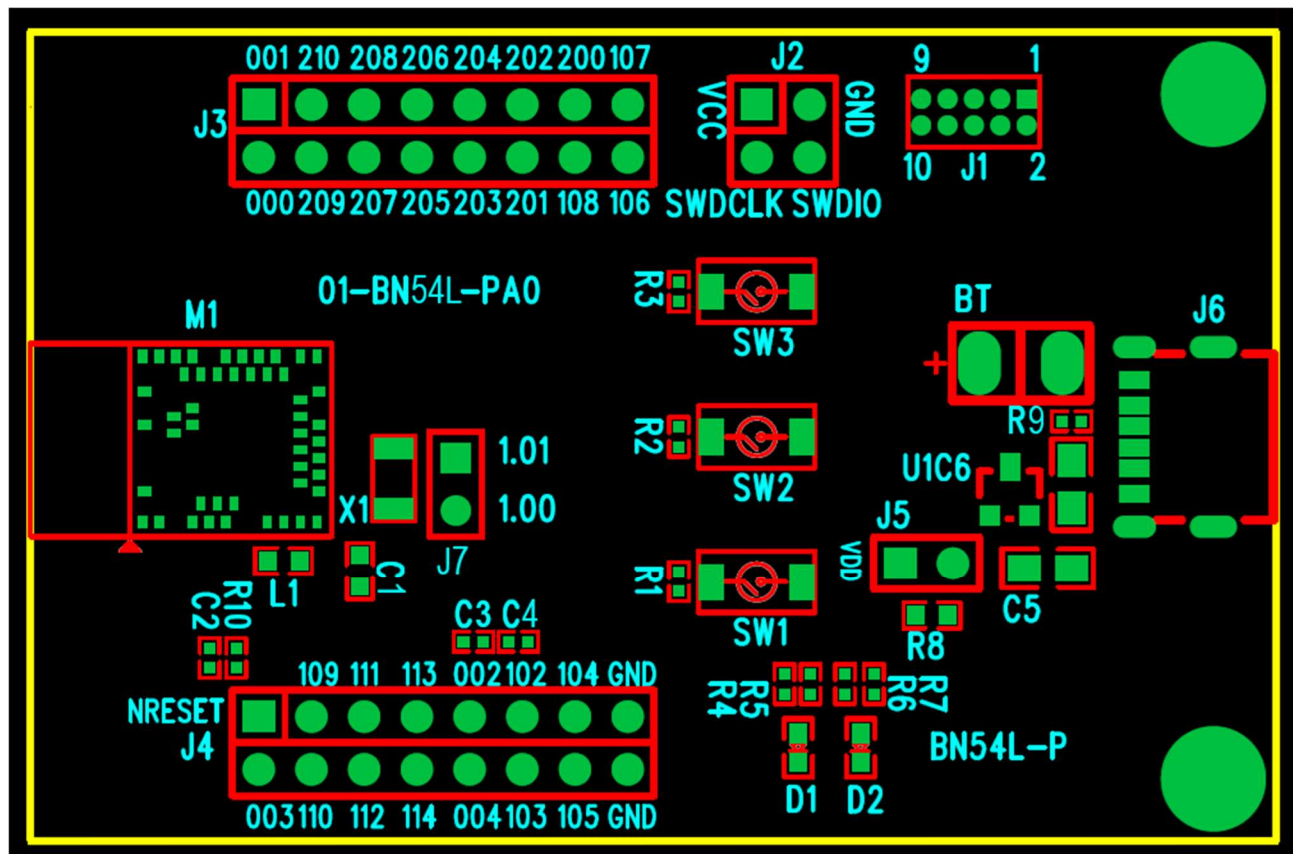 001 210 208 206 204 202 200 107
J2
9 1
VCC
GND
J3
10 J1 2
000 209 207 205 203 201 108 106
SWDCLK SWDIO
01-BN54L-PA0
R3
BT
M1
J6
SW3
+
R9
R2
1.01
U1 C6
SW2
X1
1.00
J5
J7
VDD
R1
C1
L1
C2
R10
C5
C3 C4
SW1
R8
109 111 113 002 102 104 GND
R4
R5
R6
R7
NRESET
J4
BN54L-P
D1 D2
003 110 112 114 004 103 105 GND